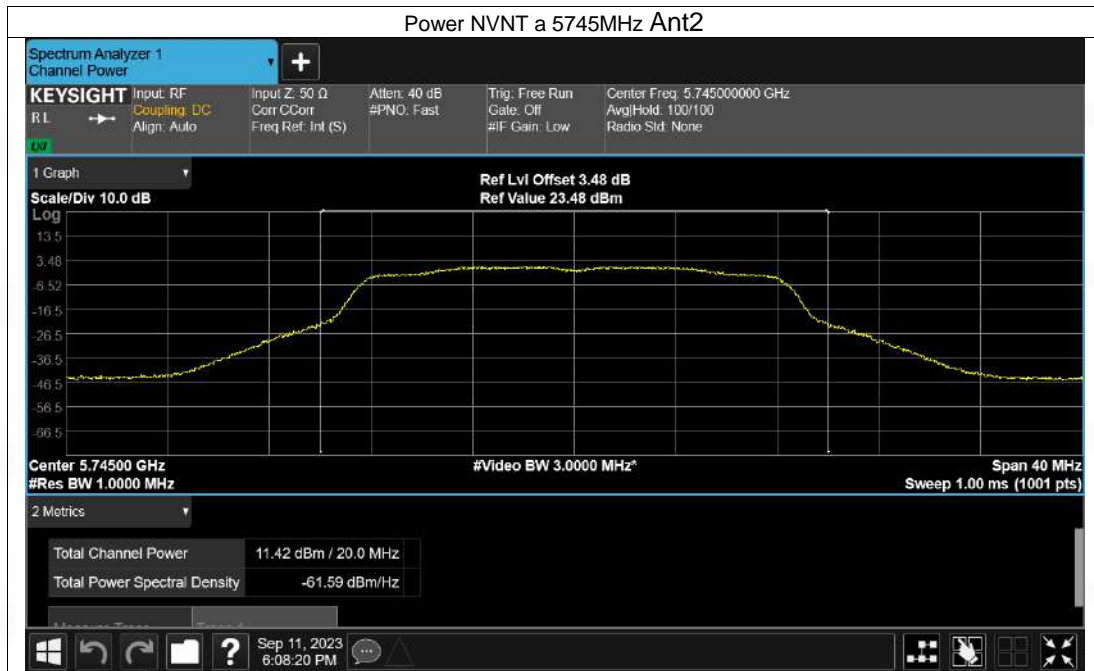 Power NVNT a 5745MHz Ant2
Spectrum Analyzer 1
Channel Power
KEYSIGHT
R L
LXI
Input: RF
Coupling: DC
Align: Auto
Input Z: 50 Ω
Corr CCorr
Freq Ref: Int (S)
Atten: 40 dB
#PNO: Fast
Trig: Free Run
Gate: Off
#IF Gain: Low
Center Freq: 5.745000000 GHz
Avg|Hold: 100/100
Radio Std: None
1 Graph
Scale/Div 10.0 dB
Ref Lvl Offset 3.48 dB
Ref Value 23.48 dBm
Log
13.5
3.48
-6.52
-16.5
-26.5
-36.5
-46.5
-56.5
-66.5
Center 5.74500 GHz
#Video BW 3.0000 MHz*
Span 40 MHz
#Res BW 1.0000 MHz
Sweep 1.00 ms (1001 pts)
2 Metrics
Total Channel Power 11.42 dBm / 20.0 MHz
Total Power Spectral Density -61.59 dBm/Hz
Sep 11, 2023
6:08:20 PM